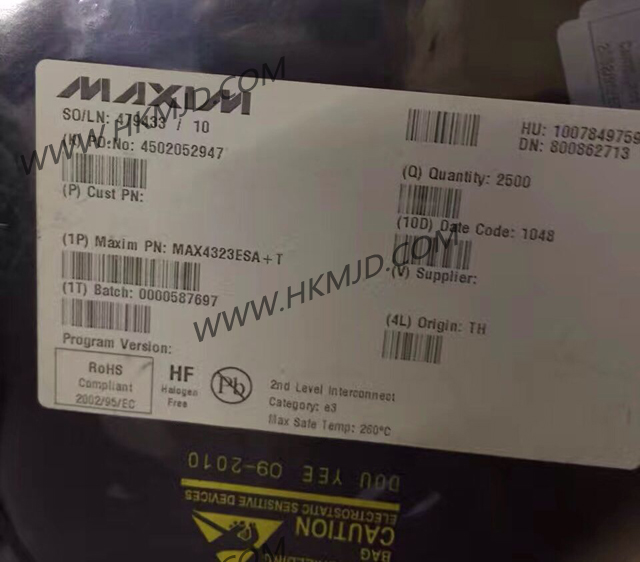 MAXIM
SO/LN: 479433 / 10
HU: 1007849759
DN: 800862713
(K) PO-No: 4502052947
(Q) Quantity: 2500
(P) Cust PN:
(10D) Date Code: 1048
(1P) Maxim PN: MAX4323ESA+T
(V) Supplier:
(1T) Batch: 0000587697
(4L) Origin: TH
Program Version:
RoHS
Compliant
2002/95/EC
HF
Halogen
Free
Pb
2nd Level Interconnect
Category: e3
Max Safe Temp: 260°C
WWW.HKMJD.COM
WWW.HKMJD.COM
.COM
DOU YEE 09-2010
ELECTROSTATIC SENSITIVE DEVICES
CAUTION
BAG